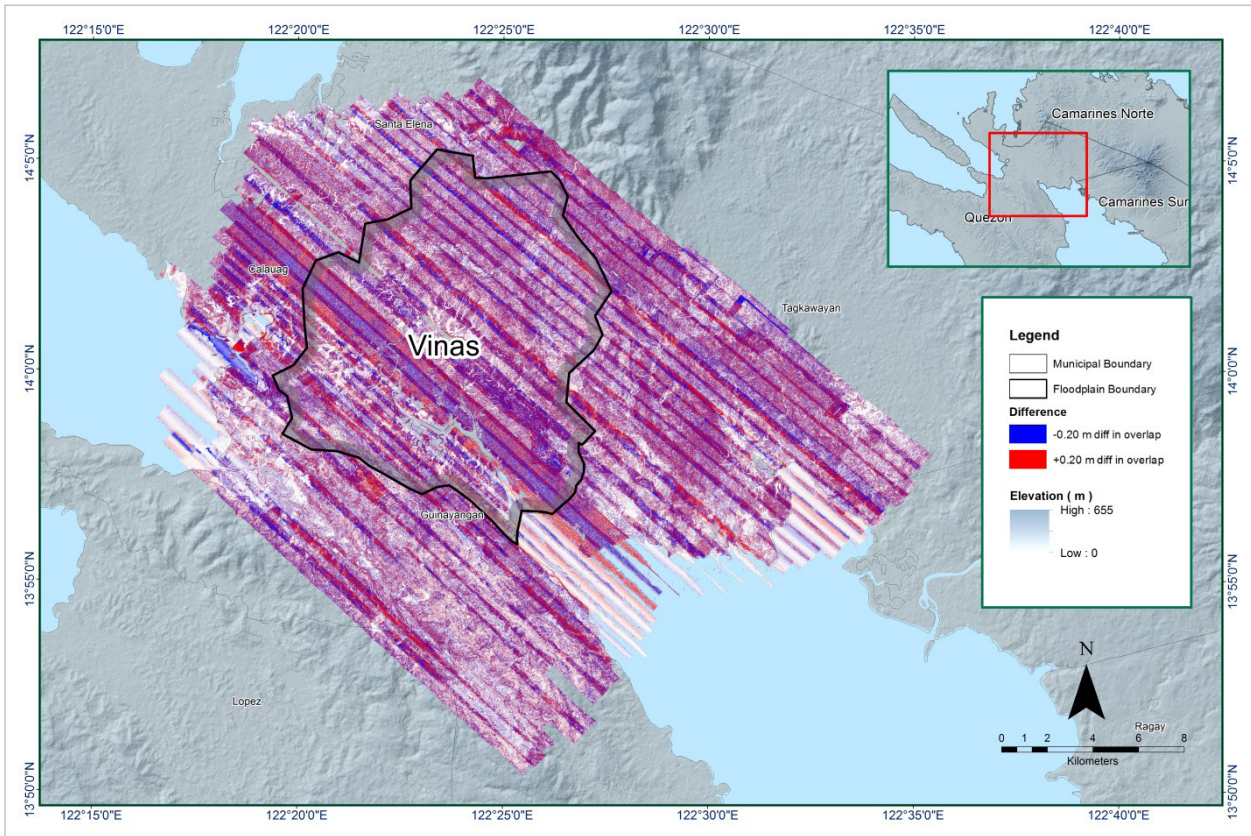 122°15'0"E
122°20'0"E
122°25'0"E
122°30'0"E
122°35'0"E
122°40'0"E
14°5'0"N
14°5'0"N
14°0'0"N
14°0'0"N
13°55'0"N
13°55'0"N
13°50'0"N
13°50'0"N
Santa Elena
Calauag
Vinas
Tagkawayan
Guinayangan
Lopez
Ragay
Camarines Norte
Camarines Sur
Quezon
Legend
Municipal Boundary
Floodplain Boundary
Difference
-0.20 m diff in overlap
+0.20 m diff in overlap
Elevation ( m )
High : 655
Low : 0
N
0 1 2 4 6 8
Kilometers
122°15'0"E
122°20'0"E
122°25'0"E
122°30'0"E
122°35'0"E
122°40'0"E